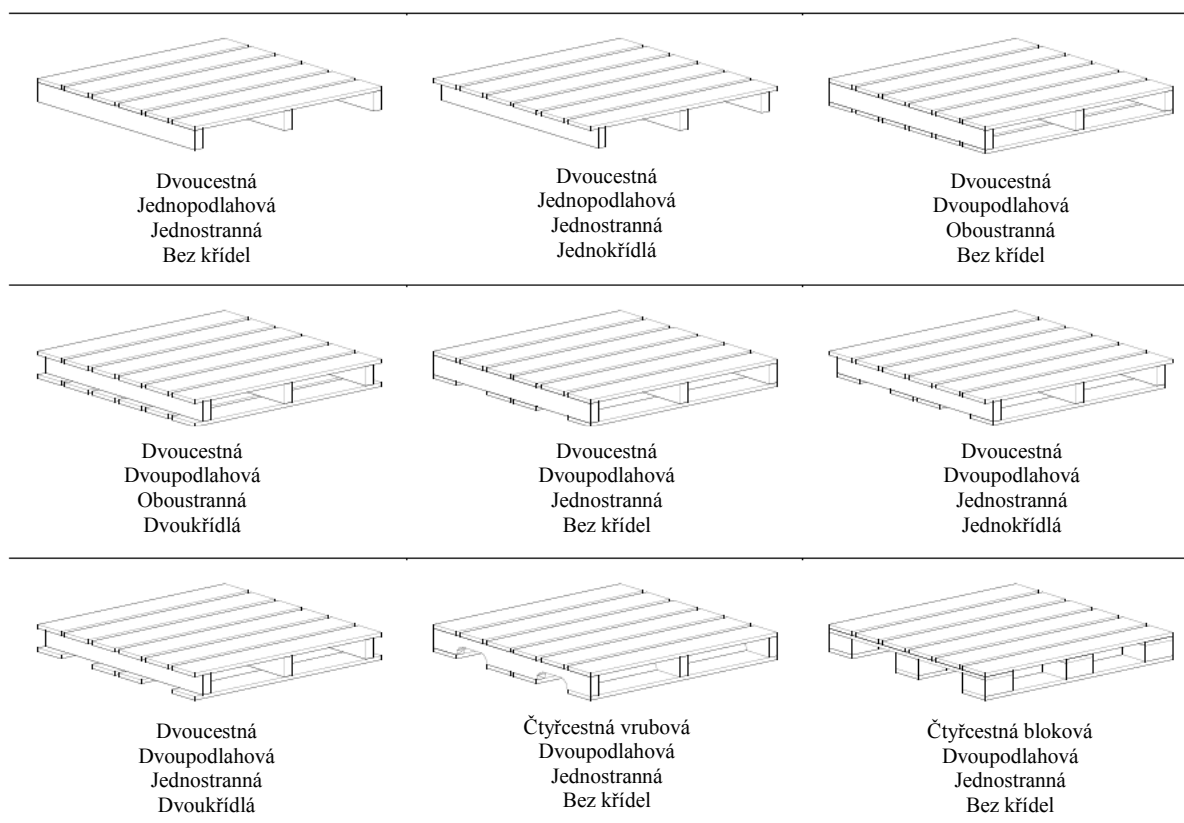 Dvoucestná
Jednopodlahová
Jednostranná
Bez křídel
Dvoucestná
Jednopodlahová
Jednostranná
Jednokřídlá
Dvoucestná
Dvoupodlahová
Oboustranná
Bez křídel
Dvoucestná
Dvoupodlahová
Oboustranná
Dvoukřídlá
Dvoucestná
Dvoupodlahová
Jednostranná
Bez křídel
Dvoucestná
Dvoupodlahová
Jednostranná
Jednokřídlá
Dvoucestná
Dvoupodlahová
Jednostranná
Dvoukřídlá
Čtyřcestná vrubová
Dvoupodlahová
Jednostranná
Bez křídel
Čtyřcestná bloková
Dvoupodlahová
Jednostranná
Bez křídel